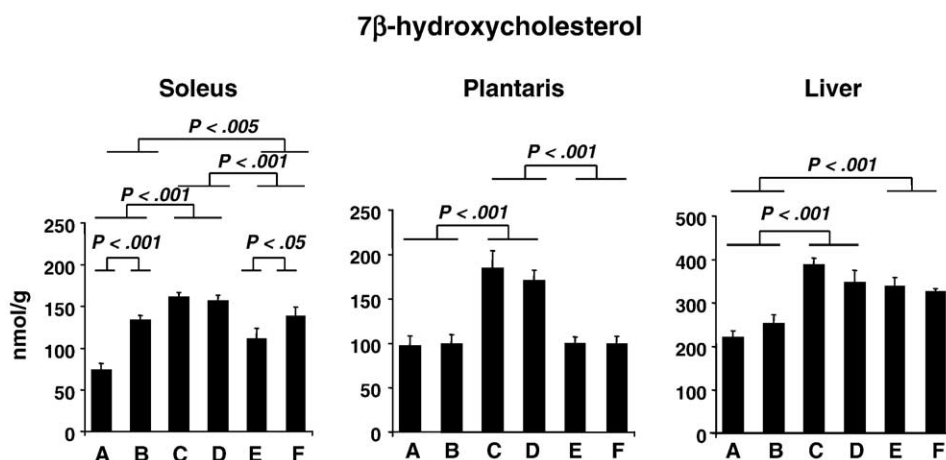 7β-hydroxycholesterol
Soleus
P < .005
P < .001
P < .001
P < .001
P < .05
nmol/g
250
200
150
100
50
0
A B C D E F
Plantaris
P < .001
P < .001
250
200
150
100
50
0
A B C D E F
Liver
P < .001
P < .001
500
400
300
200
100
0
A B C D E F